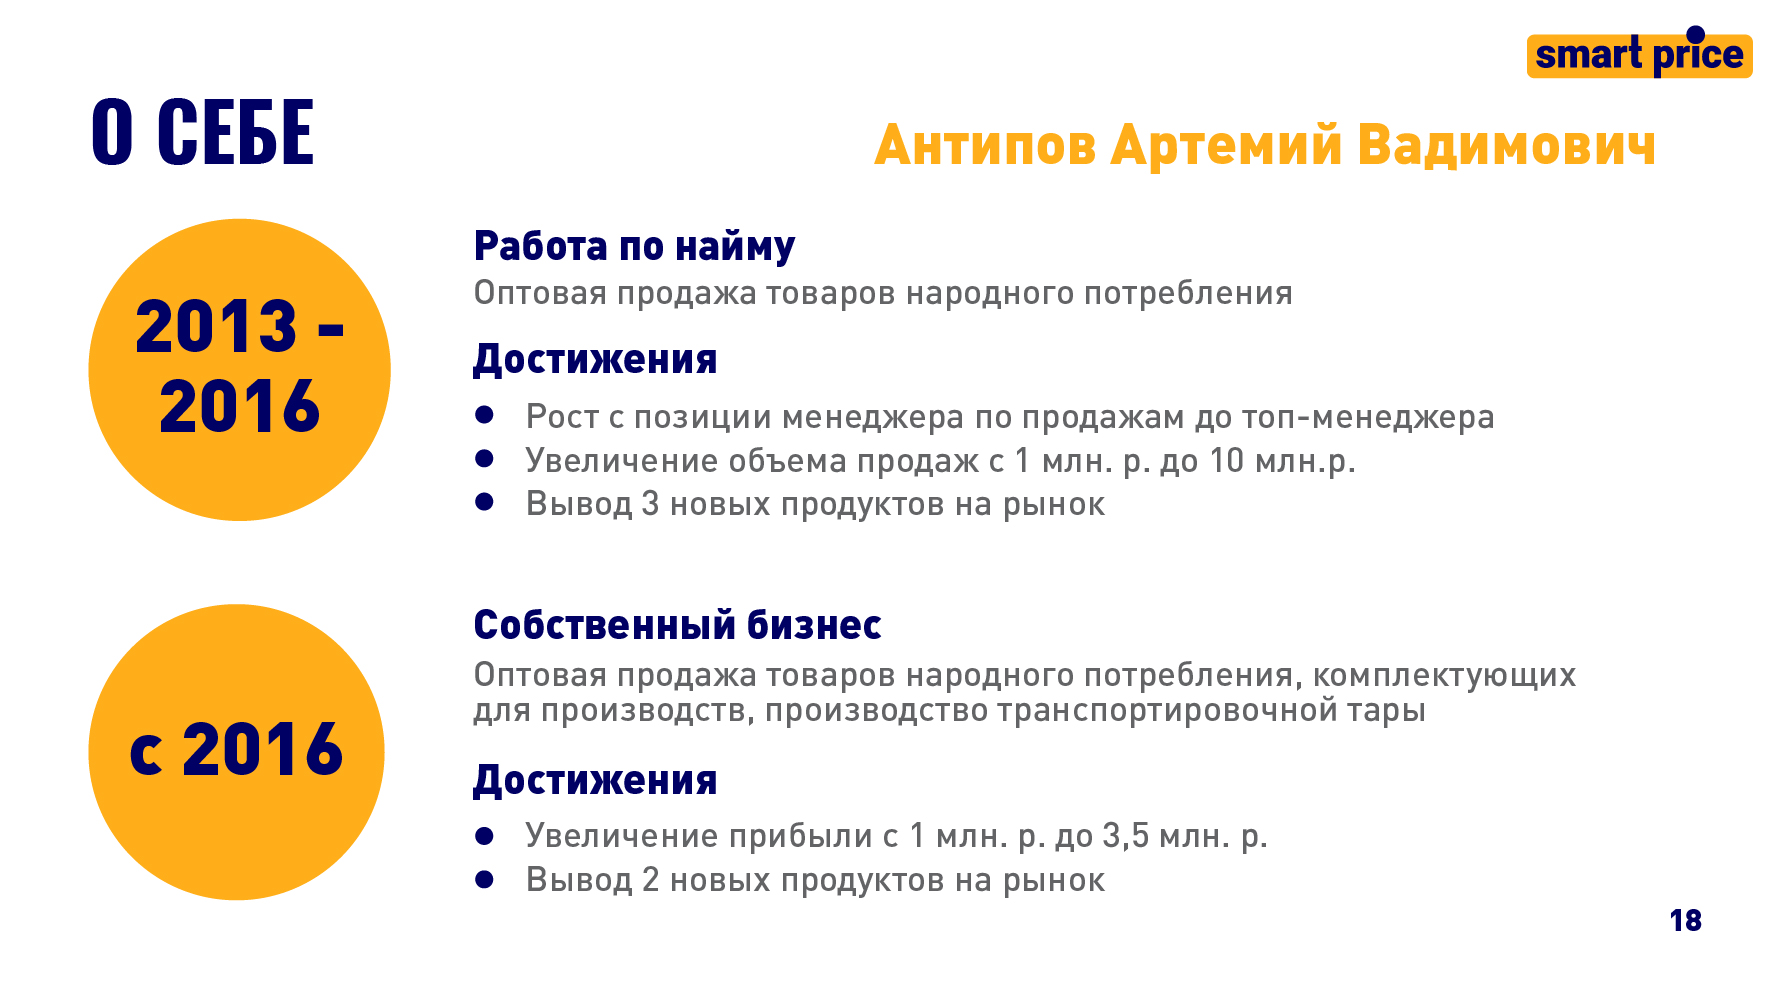 smart price
О СЕБЕ
Антипов Артемий Вадимович
2013 -
2016
Работа по найму
Оптовая продажа товаров народного потребления
Достижения
● Рост с позиции менеджера по продажам до топ-менеджера
● Увеличение объема продаж с 1 млн. р. до 10 млн.р.
● Вывод 3 новых продуктов на рынок
с 2016
Собственный бизнес
Оптовая продажа товаров народного потребления, комплектующих
для производств, производство транспортировочной тары
Достижения
● Увеличение прибыли с 1 млн. р. до 3,5 млн. р.
● Вывод 2 новых продуктов на рынок
18